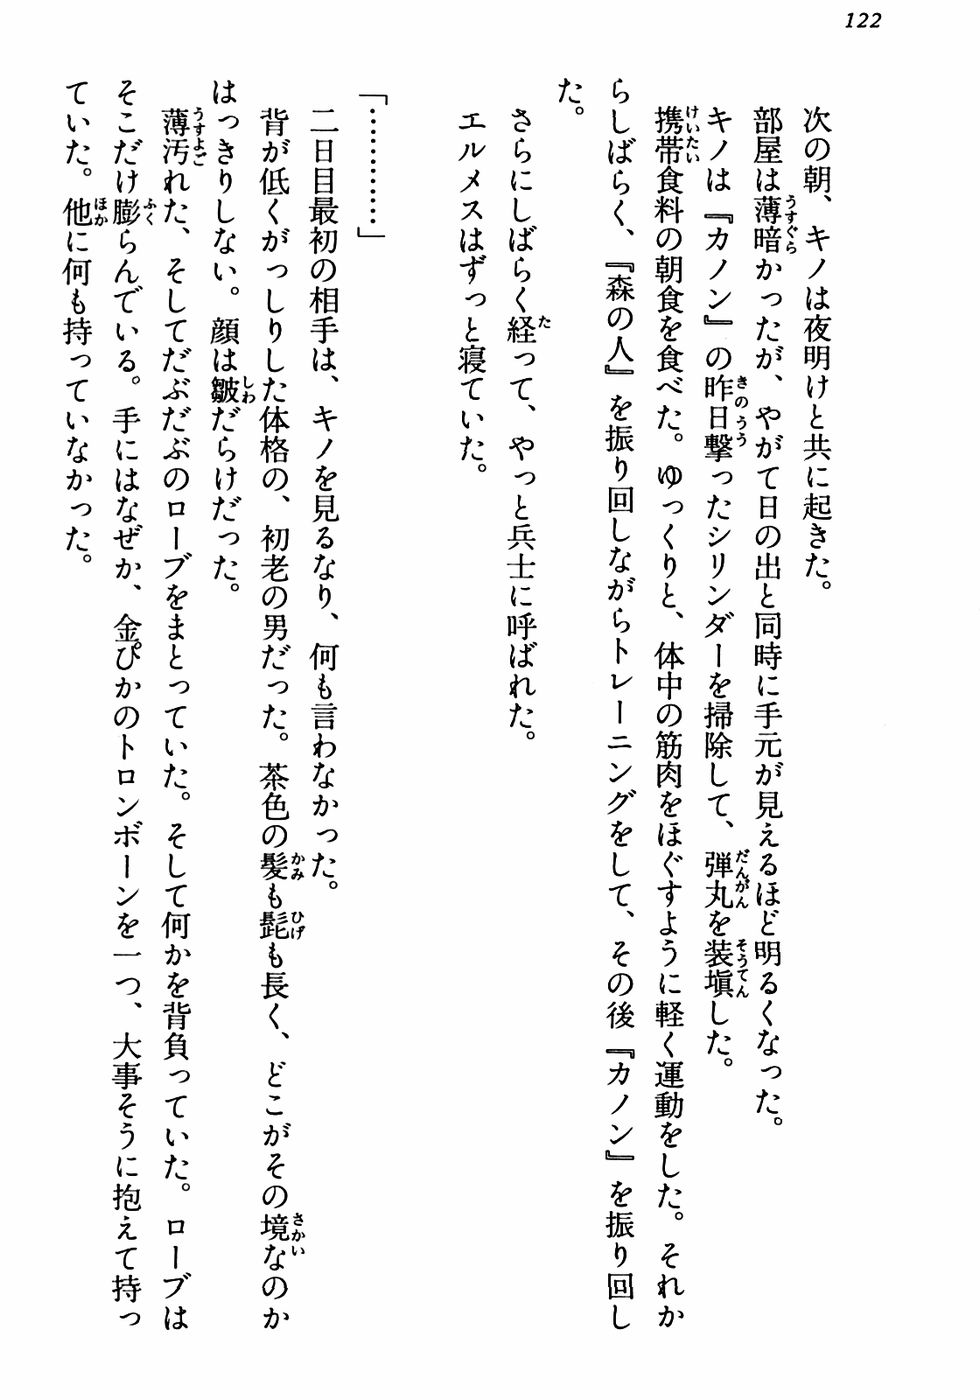 122
次の朝、キノは夜明けと共に起きた。
部屋は薄暗かったが、やがて日の出と同時に手元が見えるほど明るくなった。
キノは『カノン』の昨日撃ったシリンダーを掃除して、弾丸を装塡した。
携帯食料の朝食を食べた。ゆっくりと、体中の筋肉をほぐすように軽く運動をした。それか
らしばらく、『森の人』を振り回しながらトレーニングをして、その後『カノン』を振り回し
た。
さらにしばらく経って、やっと兵士に呼ばれた。
エルメスはずっと寝ていた。
「…………」
二日目最初の相手は、キノを見るなり、何も言わなかった。
背が低くがっしりした体格の、初老の男だった。茶色の髪も髭も長く、どこがその境なのか
はっきりしない。顔は皺だらけだった。
薄汚れた、そしてだぶだぶのローブをまとっていた。そして何かを背負っていた。ローブは
そこだけ膨らんでいる。手にはなぜか、金ぴかのトロンボーンを一つ、大事そうに抱えて持っ
ていた。他に何も持っていなかった。